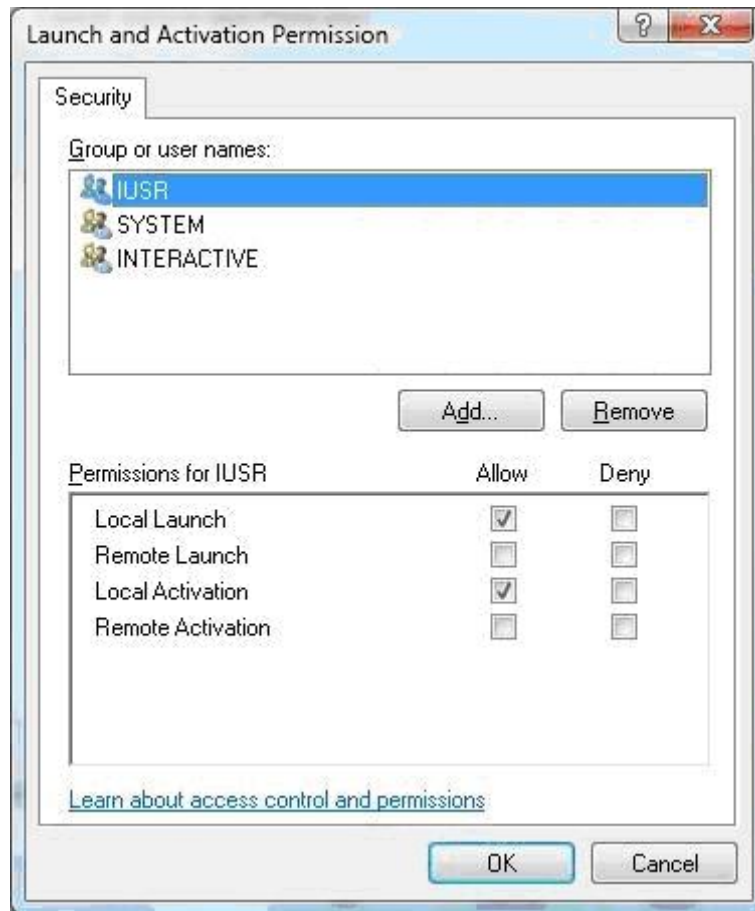 Launch and Activation Permission
Security
Group or user names:
IUSR
SYSTEM
INTERACTIVE
Add... Remove
Permissions for IUSR Allow Deny
Local Launch
Remote Launch
Local Activation
Remote Activation
Learn about access control and permissions
OK Cancel